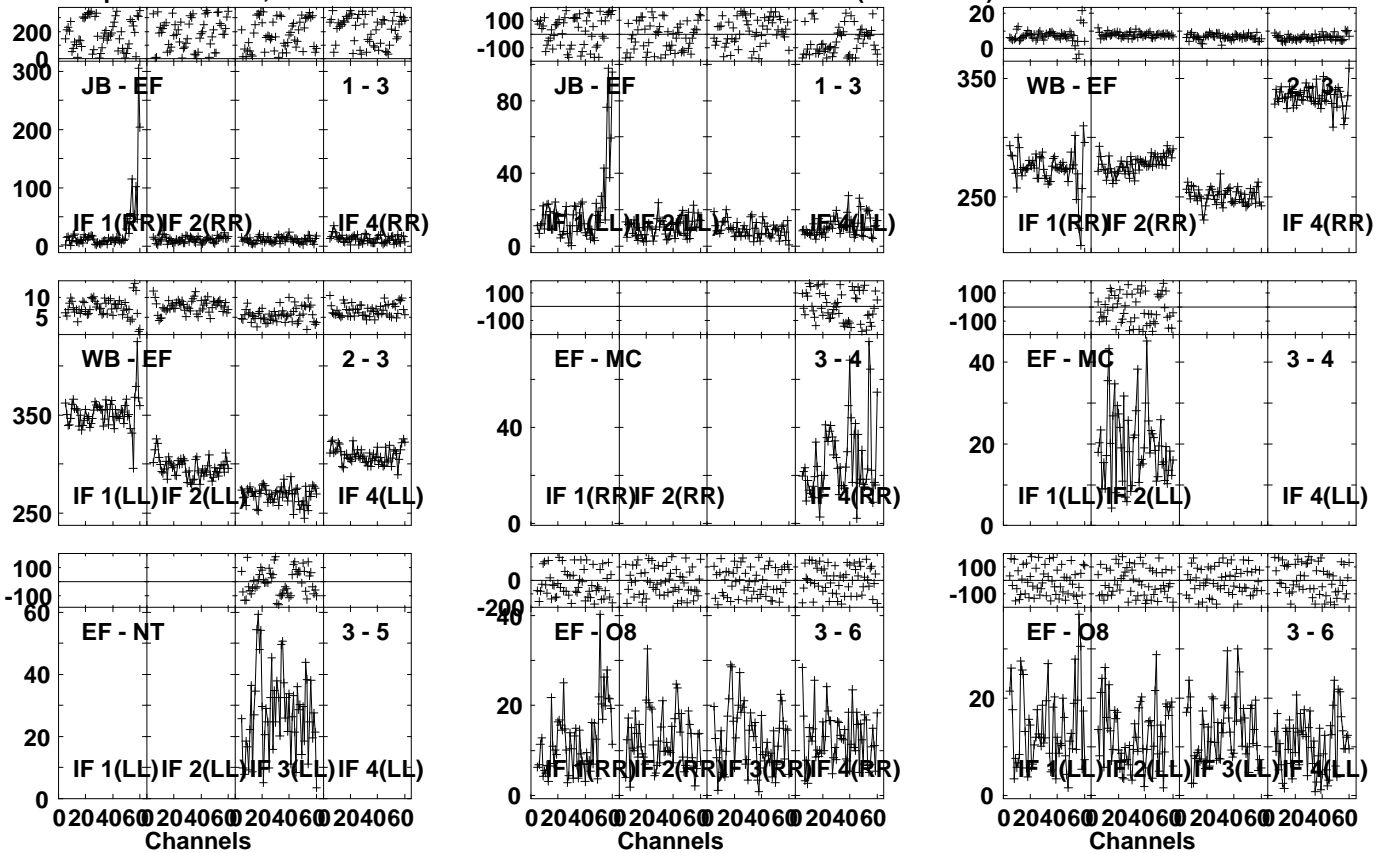 200
0
100
-100
20
0
300
200
100
0
JB - EF
1 - 3
IF 1(RR)
IF 2(RR)
IF 4(RR)
80
40
0
JB - EF
1 - 3
IF 1(LL)
IF 2(LL)
IF 4(LL)
350
250
WB - EF
2 - 3
IF 1(RR)
IF 2(RR)
IF 4(RR)
10
5
350
250
WB - EF
2 - 3
IF 1(LL)
IF 2(LL)
IF 4(LL)
100
-100
40
0
EF - MC
3 - 4
IF 1(RR)
IF 2(RR)
IF 4(RR)
100
-100
40
20
0
EF - MC
3 - 4
IF 1(LL)
IF 2(LL)
IF 4(LL)
100
-100
60
40
20
0
EF - NT
3 - 5
IF 1(LL)
IF 2(LL)
IF 3(LL)
IF 4(LL)
0 20 40 60 0 20 40 60 0 20 40 60 0 20 40 60
Channels
0
-200
40
20
0
EF - O8
3 - 6
IF 1(RR)
IF 2(RR)
IF 3(RR)
IF 4(RR)
0 20 40 60 0 20 40 60 0 20 40 60 0 20 40 60
Channels
100
-100
20
0
EF - O8
3 - 6
IF 1(LL)
IF 2(LL)
IF 3(LL)
IF 4(LL)
0 20 40 60 0 20 40 60 0 20 40 60 0 20 40 60
Channels